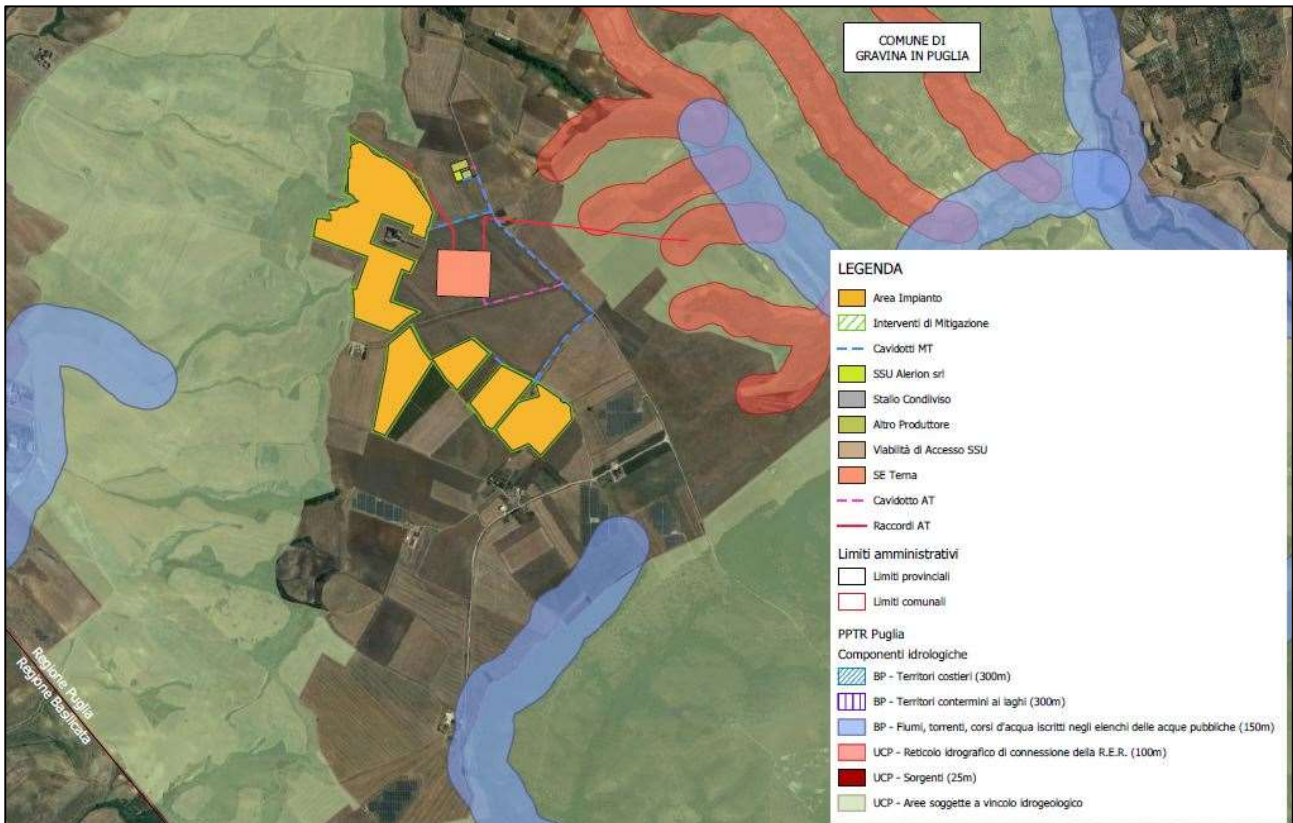 COMUNE DI
GRAVINA IN PUGLIA
LEGENDA
Area Impianto
Interventi di Mitigazione
Cavidotti MT
SSU Alerion srl
Stallo Condiviso
Altro Produttore
Viabilità di Accesso SSU
SE Terna
Cavidotto AT
Raccordi AT
Limiti amministrativi
Limiti provinciali
Limiti comunali
PPTR Puglia
Componenti idrologiche
BP - Territori costieri (300m)
BP - Territori contermini ai laghi (300m)
BP - Fiumi, torrenti, corsi d'acqua iscritti negli elenchi delle acque pubbliche (150m)
UCP - Reticolo idrografico di connessione della R.E.R. (100m)
UCP - Sorgenti (25m)
UCP - Aree soggette a vincolo idrogeologico
Regione Puglia
Regione Basilicata